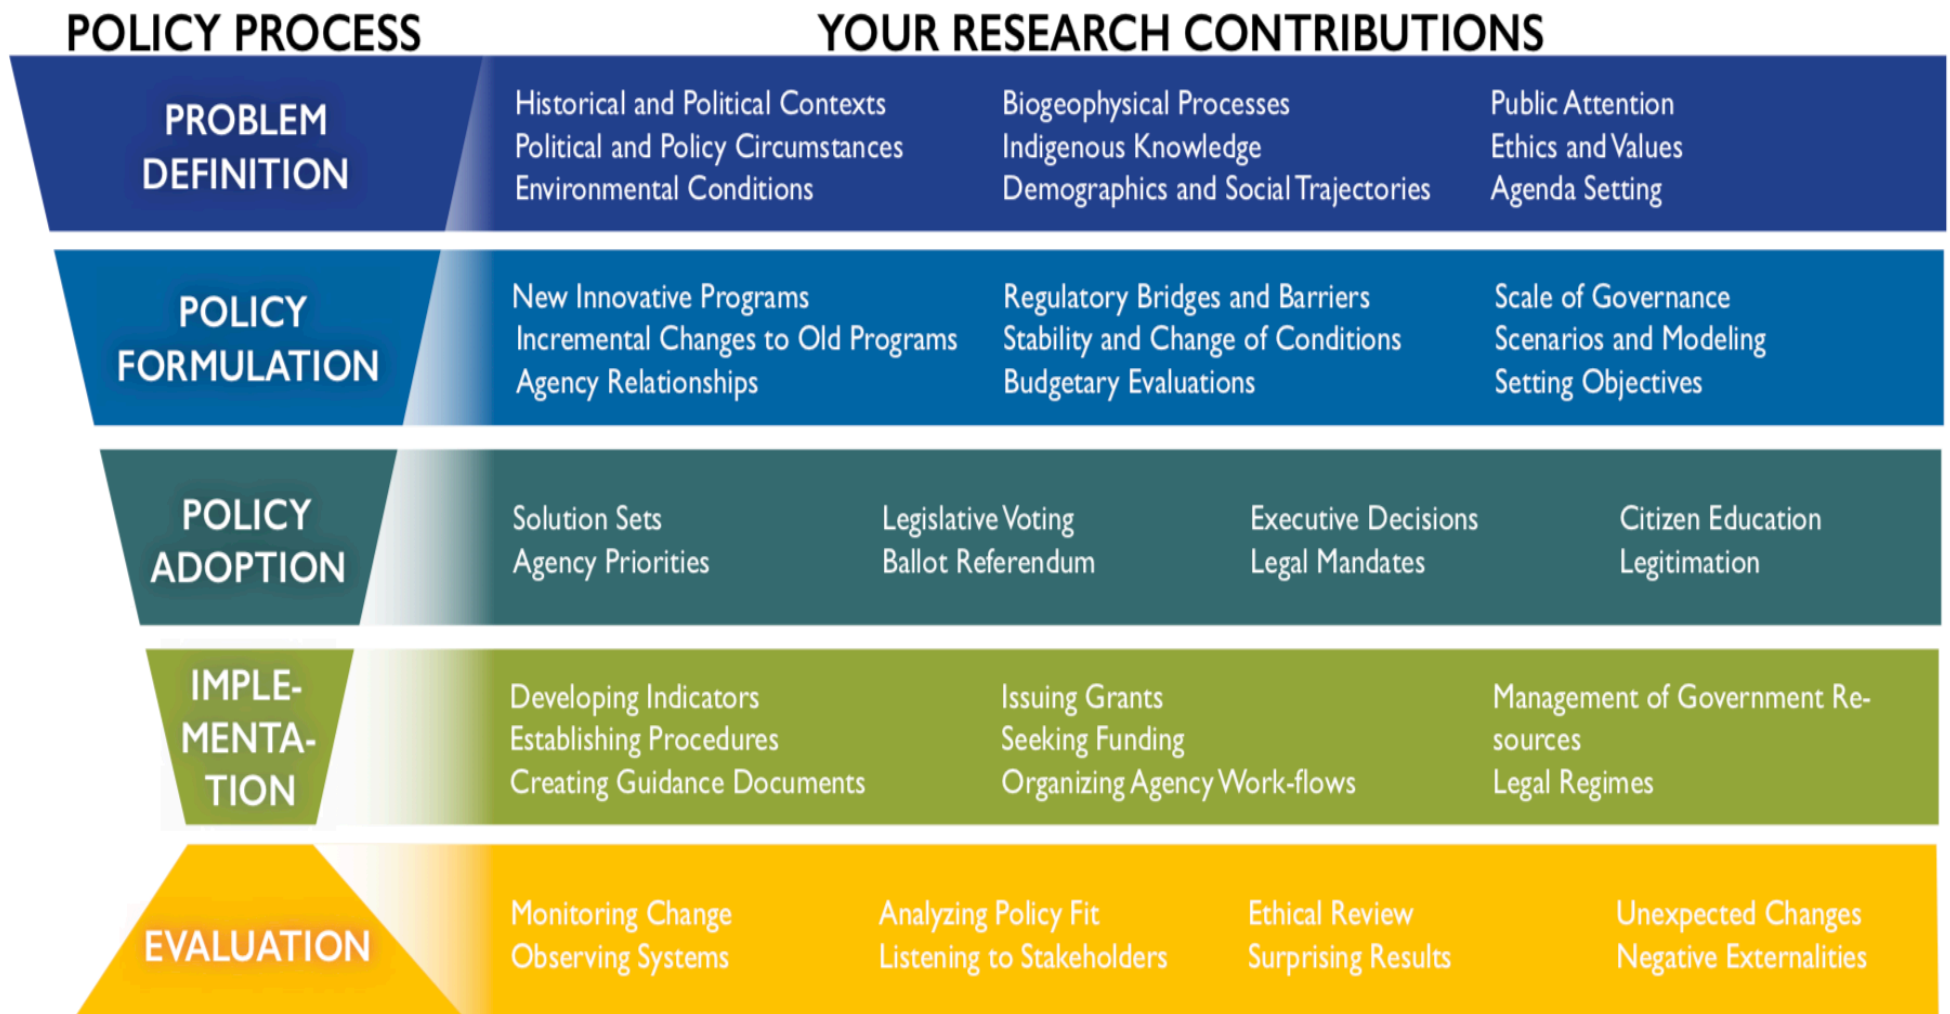 POLICY PROCESS
YOUR RESEARCH CONTRIBUTIONS
PROBLEM
DEFINITION
Historical and Political Contexts
Political and Policy Circumstances
Environmental Conditions
Biogeophysical Processes
Indigenous Knowledge
Demographics and Social Trajectories
Public Attention
Ethics and Values
Agenda Setting
POLICY
FORMULATION
New Innovative Programs
Incremental Changes to Old Programs
Agency Relationships
Regulatory Bridges and Barriers
Stability and Change of Conditions
Budgetary Evaluations
Scale of Governance
Scenarios and Modeling
Setting Objectives
POLICY
ADOPTION
Solution Sets
Agency Priorities
Legislative Voting
Ballot Referendum
Executive Decisions
Legal Mandates
Citizen Education
Legitimation
IMPLE-
MENTA-
TION
Developing Indicators
Establishing Procedures
Creating Guidance Documents
Issuing Grants
Seeking Funding
Organizing Agency Work-flows
Management of Government Re-
sources
Legal Regimes
EVALUATION
Monitoring Change
Observing Systems
Analyzing Policy Fit
Listening to Stakeholders
Ethical Review
Surprising Results
Unexpected Changes
Negative Externalities